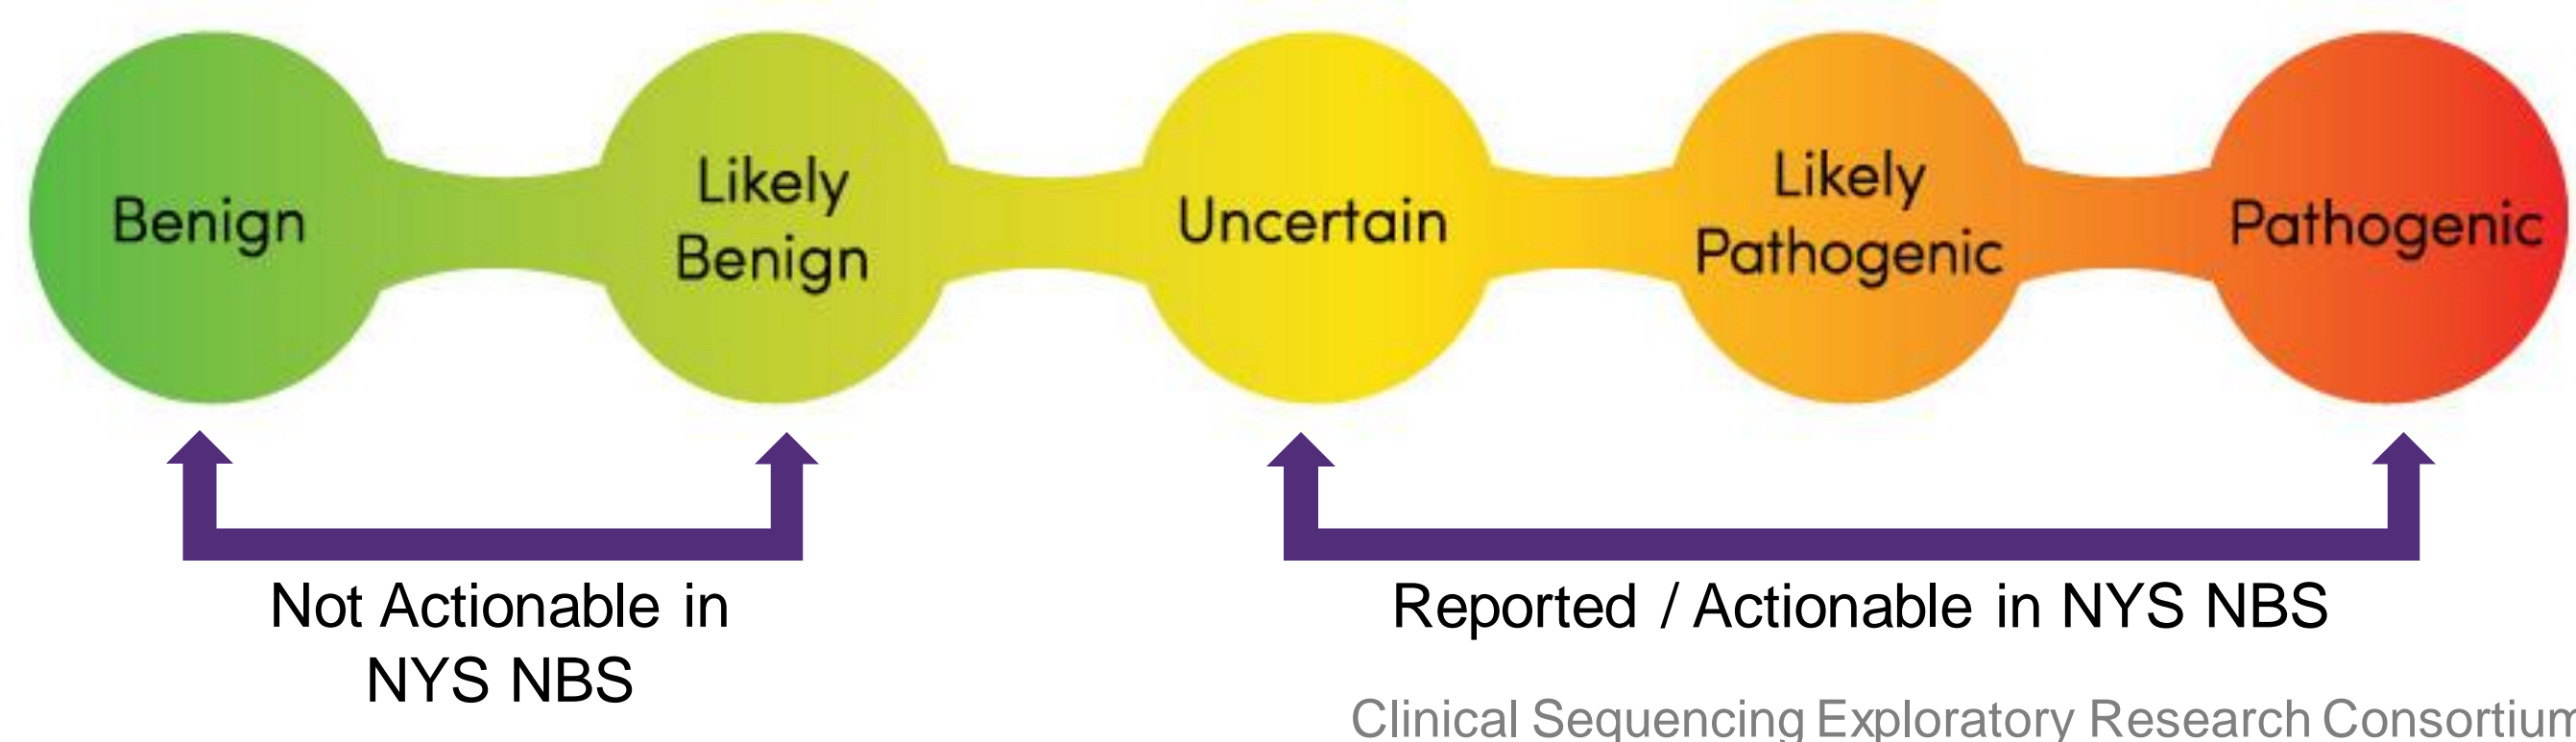 Benign
Likely
Benign
Uncertain
Likely
Pathogenic
Pathogenic
Not Actionable in
NYS NBS
Reported / Actionable in NYS NBS
Clinical Sequencing Exploratory Research Consortium